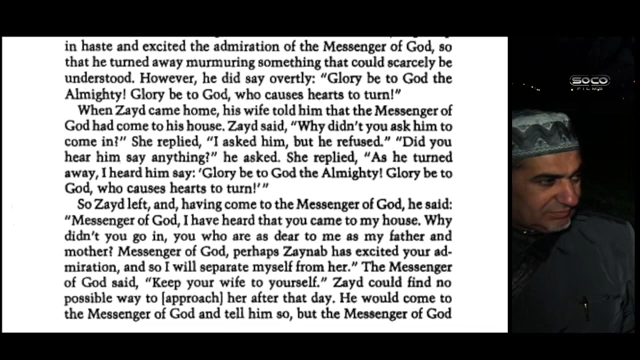 in haste and excited the admiration of the Messenger of God, so
that he turned away murmuring something that could scarcely be
understood. However, he did say overtly: “Glory be to God the
Almighty! Glory be to God, who causes hearts to turn!”
When Zayd came home, his wife told him that the Messenger of
God had come to his house. Zayd said, “Why didn’t you ask him to
come in?” She replied, “I asked him, but he refused.” “Did you
hear him say anything?” he asked. She replied, “As he turned
away, I heard him say: ‘Glory be to God the Almighty! Glory be to
God, who causes hearts to turn!’”
So Zayd left, and, having come to the Messenger of God, he said:
“Messenger of God, I have heard that you came to my house. Why
didn’t you go in, you who are as dear to me as my father and
mother? Messenger of God, perhaps Zaynab has excited your ad-
miration, and so I will separate myself from her.” The Messenger
of God said, “Keep your wife to yourself.” Zayd could find no
possible way to [approach] her after that day. He would come to
the Messenger of God and tell him so, but the Messenger of God
SOCO
FILMS